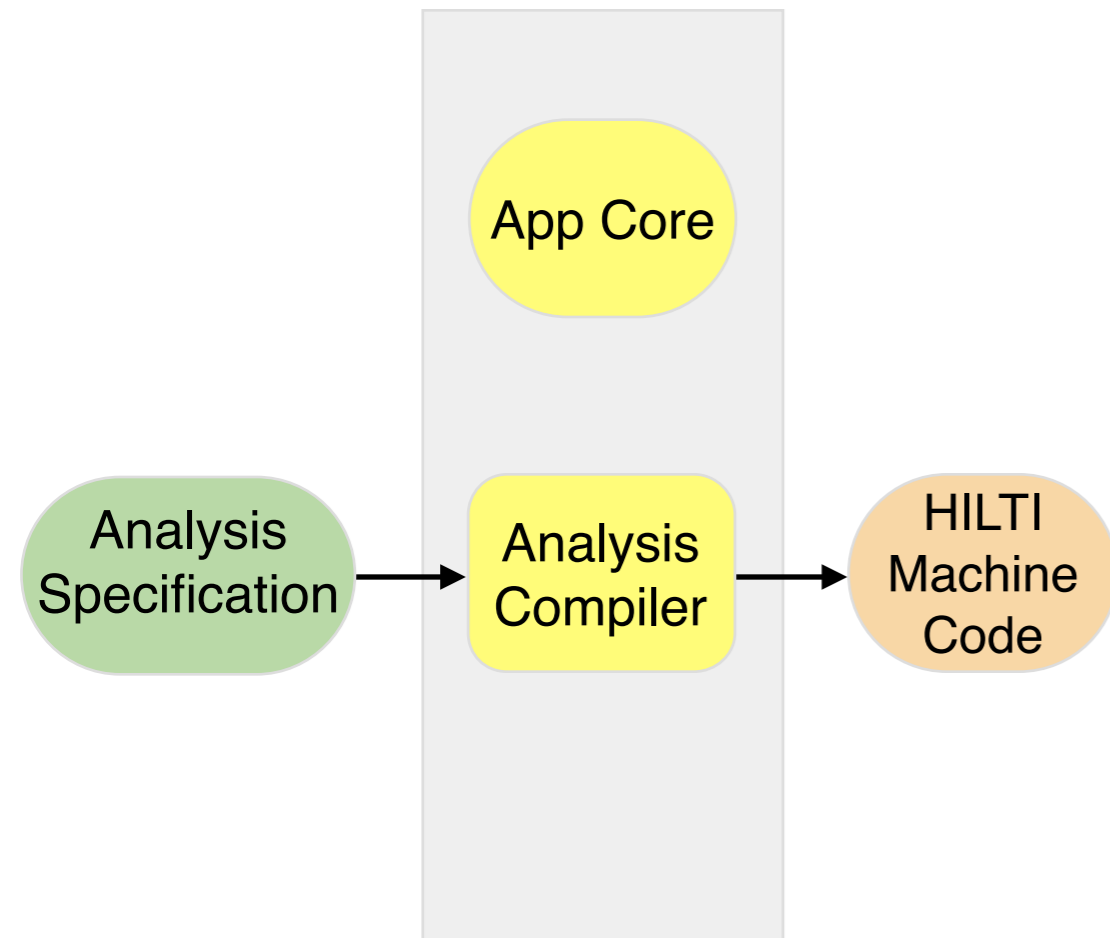 App Core
Analysis
Specification
Analysis
Compiler
HILTI
Machine
Code